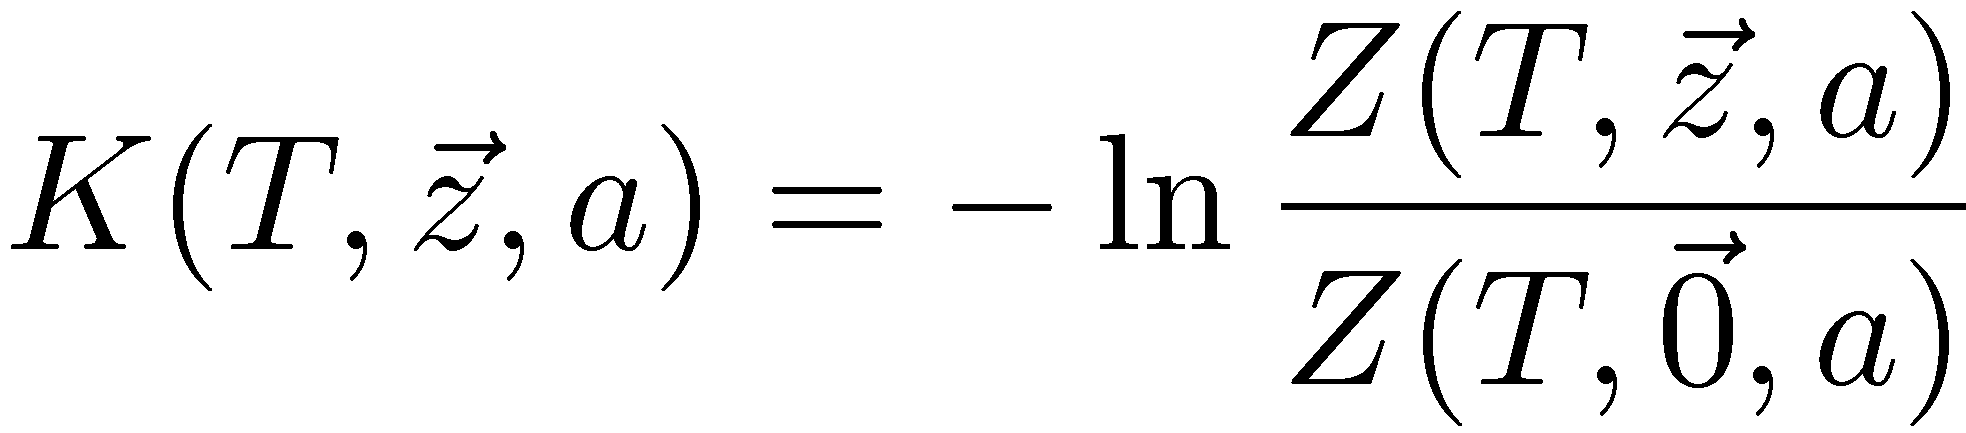 $K(T, \vec{z}, a) = -\ln \frac{Z(T, \vec{z}, a)}{Z(T, \vec{0}, a)}$